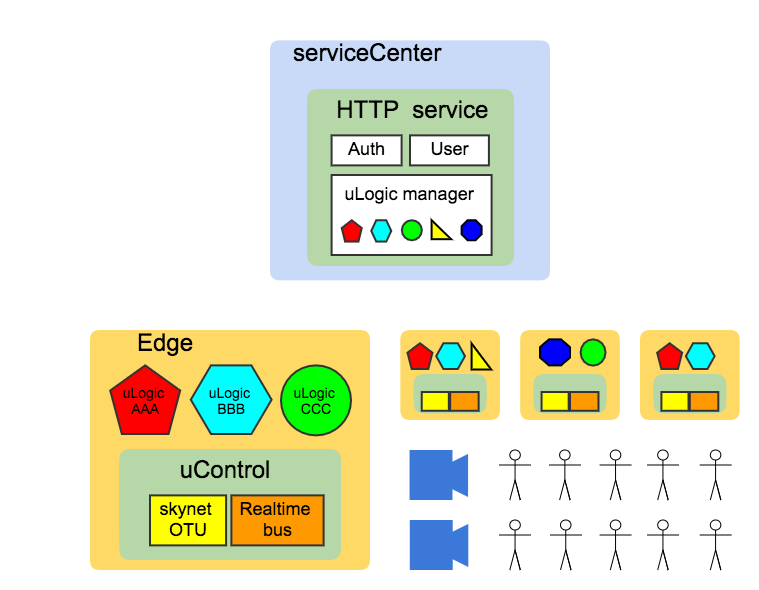 serviceCenter
HTTP service
Auth
User
uLogic manager
Edge
uLogic
AAA
uLogic
BBB
uLogic
CCC
uControl
skynet
OTU
Realtime
bus